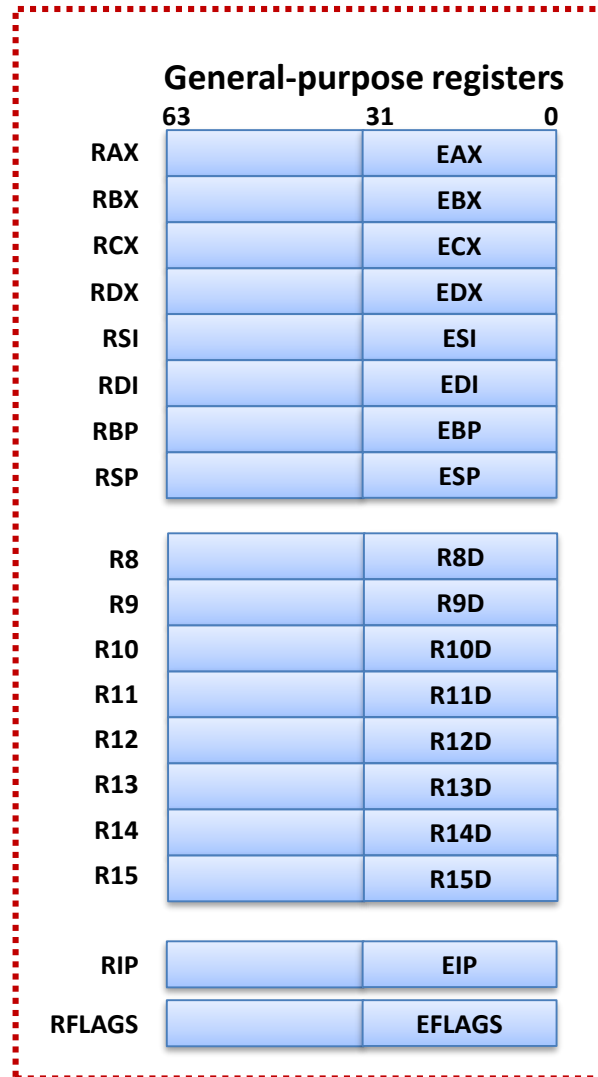 General-purpose registers
63 31 0
RAX EAX
RBX EBX
RCX ECX
RDX EDX
RSI ESI
RDI EDI
RBP EBP
RSP ESP
R8 R8D
R9 R9D
R10 R10D
R11 R11D
R12 R12D
R13 R13D
R14 R14D
R15 R15D
RIP EIP
RFLAGS EFLAGS